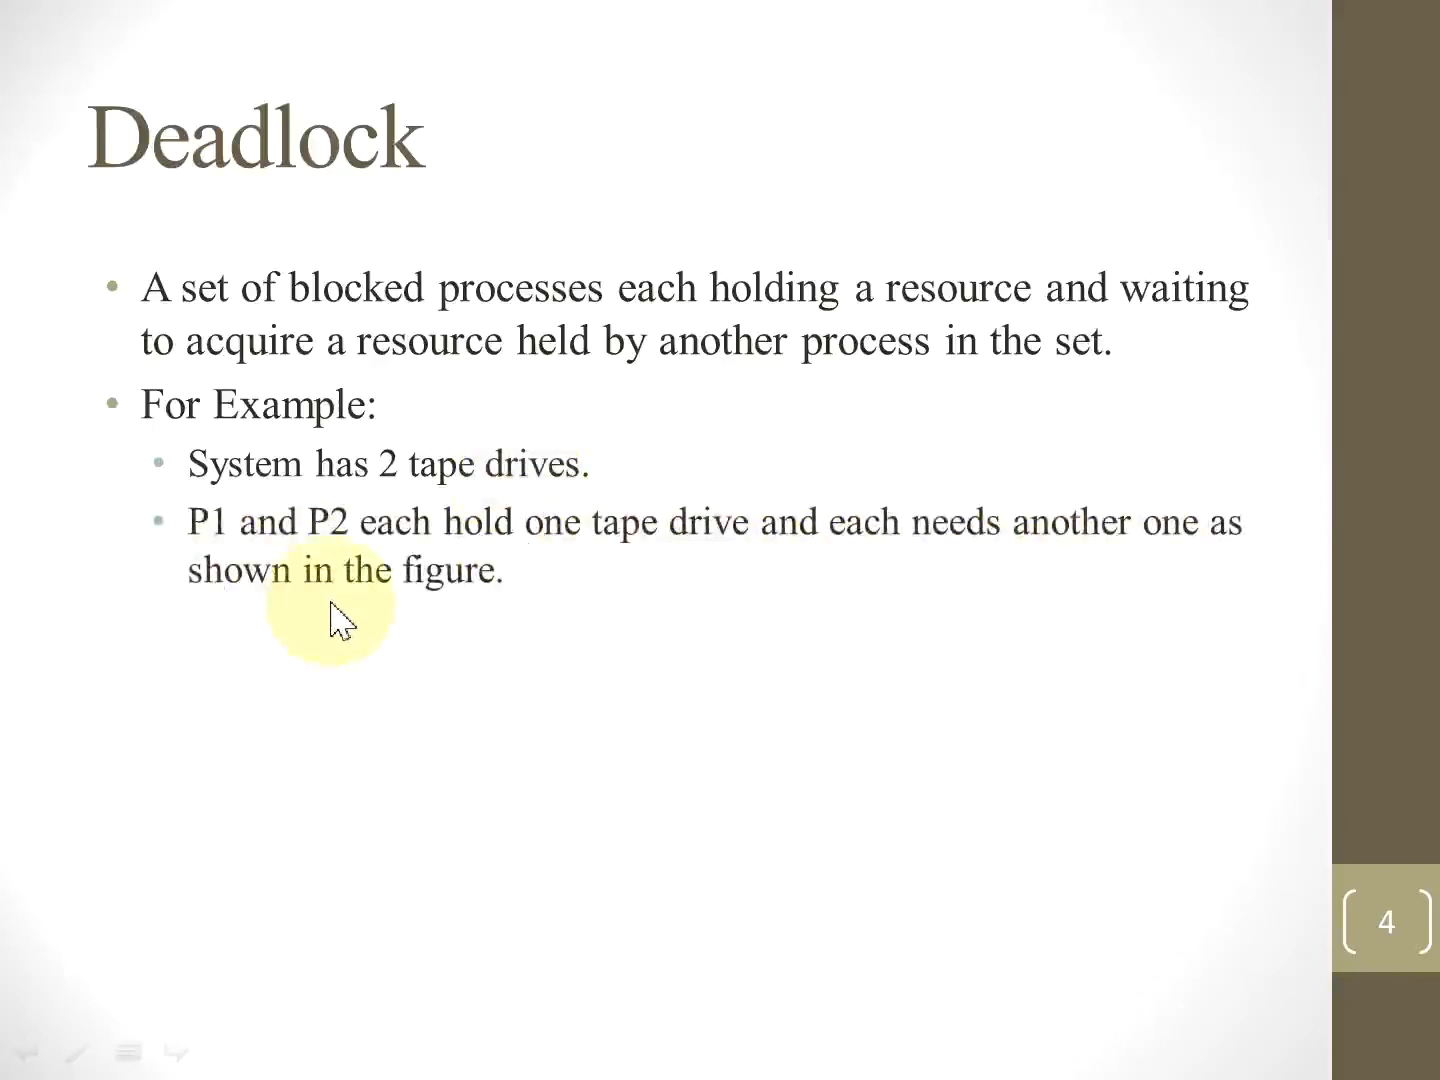 Deadlock
• A set of blocked processes each holding a resource and waiting
to acquire a resource held by another process in the set.
• For Example:
• System has 2 tape drives.
• P1 and P2 each hold one tape drive and each needs another one as
shown in the figure.
4